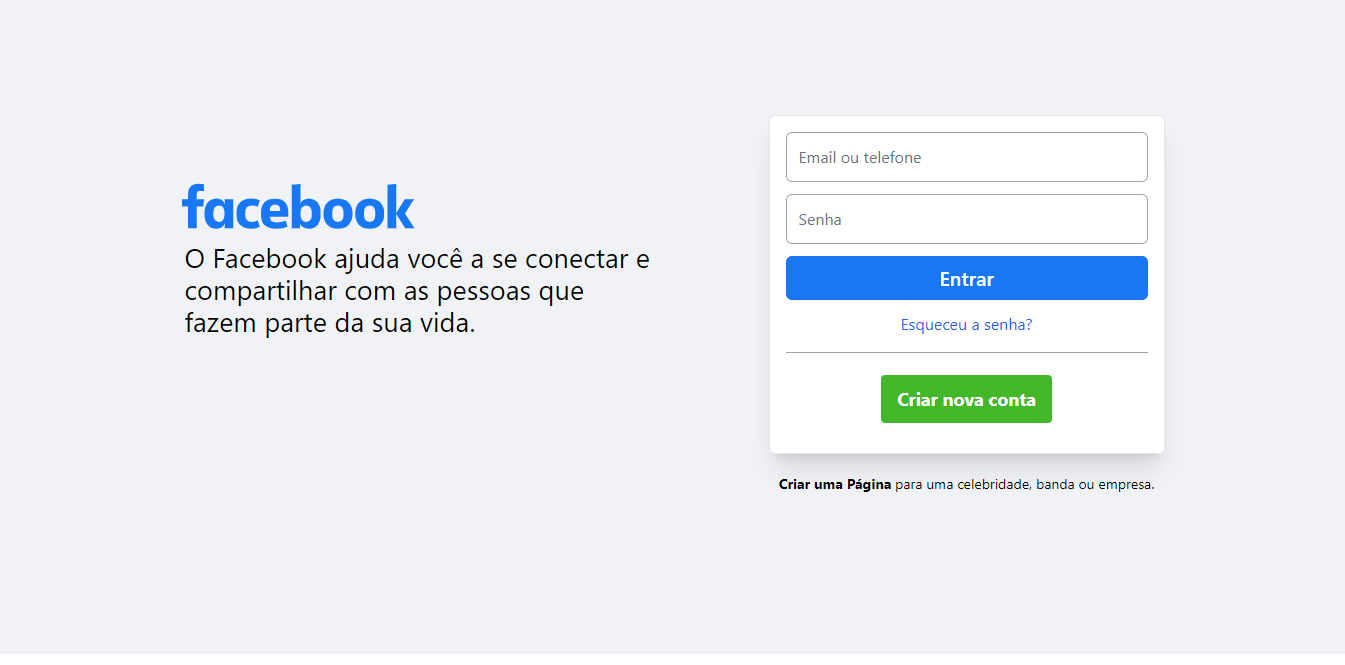 facebook
O Facebook ajuda você a se conectar e
compartilhar com as pessoas que
fazem parte da sua vida.
Email ou telefone
Senha
Entrar
Esqueceu a senha?
Criar nova conta
Criar uma Página para uma celebridade, banda ou empresa.